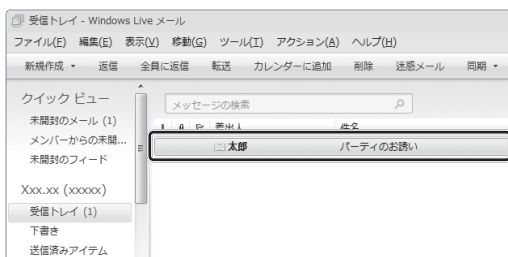 受信トレイ - Windows Live メール
ファイル(F) 編集(E) 表示(V) 移動(G) ツール(T) アクション(A) ヘルプ(H)
新規作成 ▾ 返信 全員に返信 転送 カレンダーに追加 削除 迷惑メール 同期 ▾
クイック ビュー
未開封のメール (1)
メンバーからの未開...
未開封のフィード
Xxx.xx (xxxxx)
受信トレイ (1)
下書き
送信済みアイテム
メッセージの検索
! 差出人 件名
太郎 パーティのお誘い